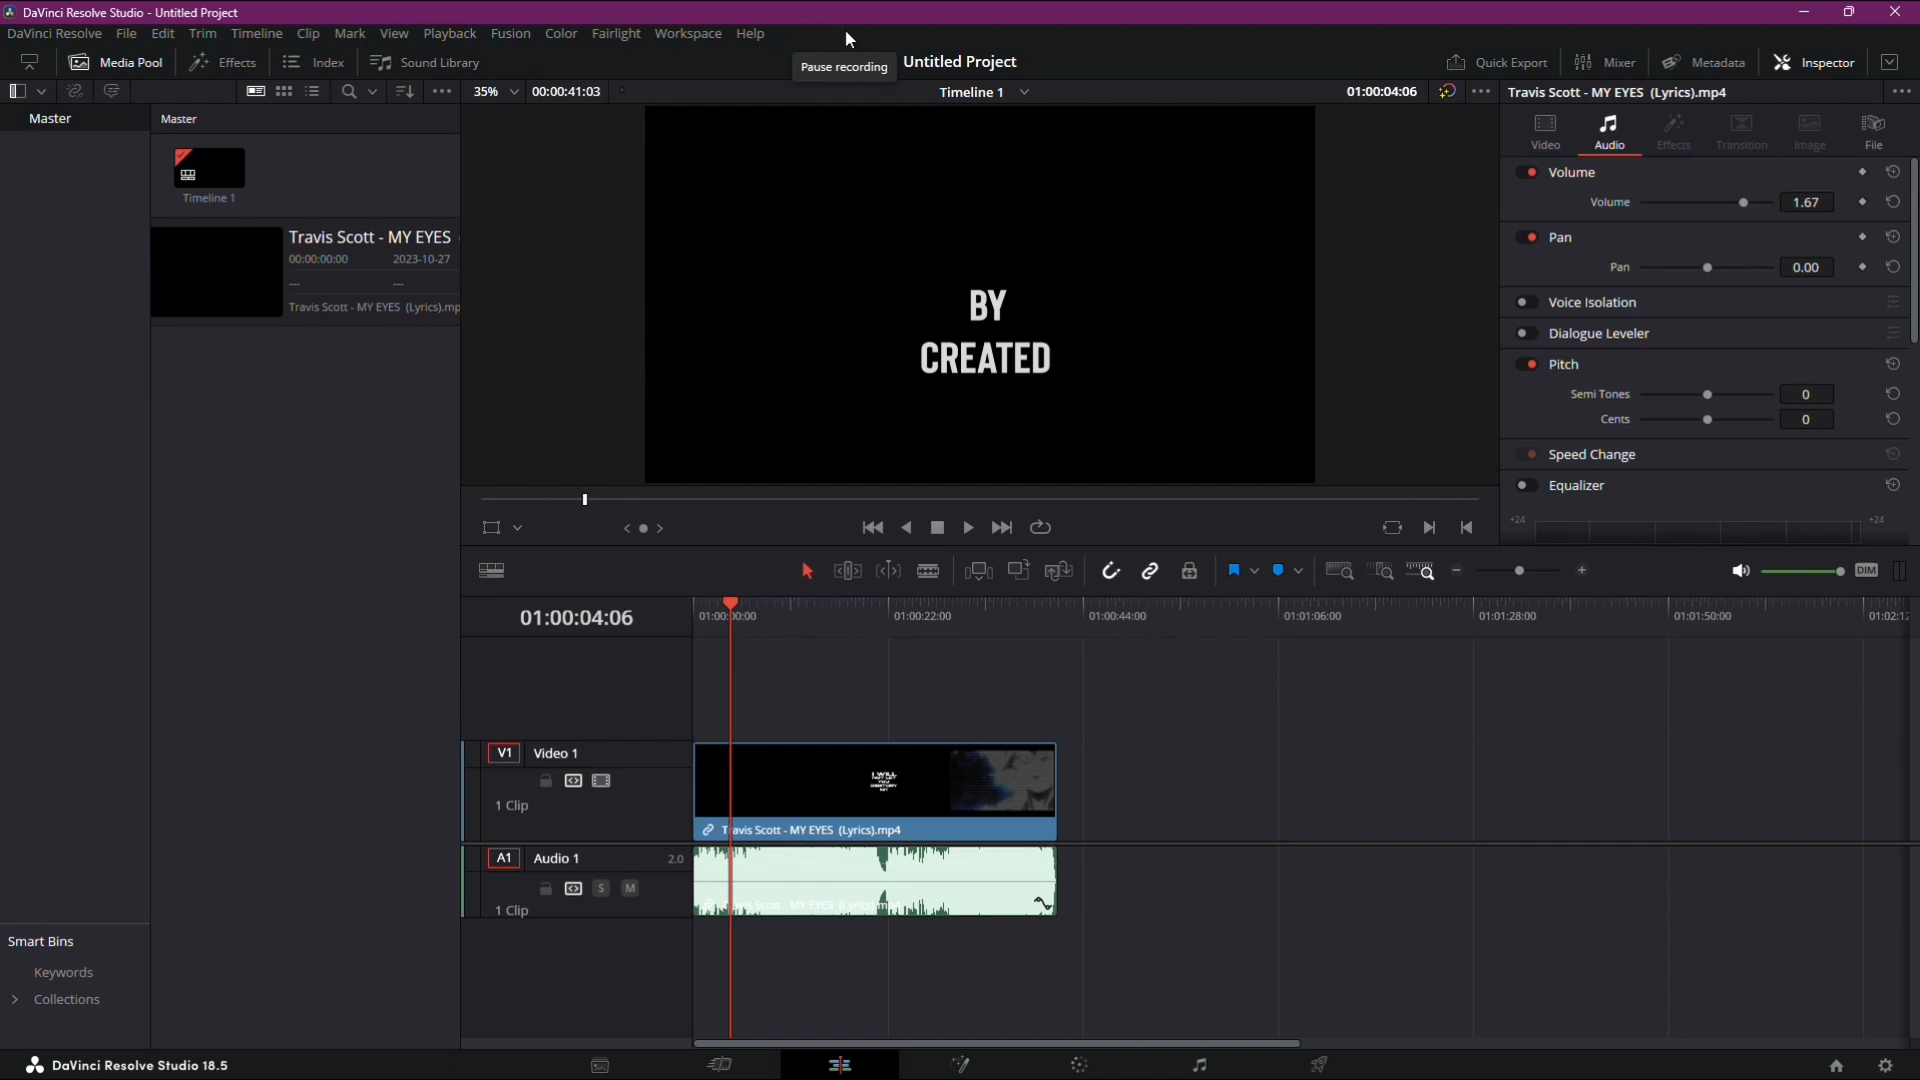 DaVinci Resolve Studio - Untitled Project
DaVinci Resolve File Edit Trim Timeline Clip Mark View Playback Fusion Color Fairlight Workspace Help
Media Pool Effects Index Sound Library Pause recording Untitled Project Quick Export Mixer Metadata Inspector
35% 00:00:41:03 Timeline 1 01:00:04:06 Travis Scott - MY EYES (Lyrics).mp4
Master Master
Timeline 1
Travis Scott - MY EYES
00:00:00:00 2023-10-27
Travis Scott - MY EYES (Lyrics).mp
BY
CREATED
Video Audio Effects Transition Image File
Volume
Volume 1.67
Pan
Pan 0.00
Voice Isolation
Dialogue Leveler
Pitch
Semi Tones 0
Cents 0
Speed Change
Equalizer
+24 +24
DIM
01:00:04:06 01:00:00:00 01:00:22:00 01:00:44:00 01:01:06:00 01:01:28:00 01:01:50:00 01:02:12
V1 Video 1
1 Clip
I WILL
Travis Scott - MY EYES (Lyrics).mp4
A1 Audio 1 2.0
S M
1 Clip
Smart Bins
Keywords
Collections
DaVinci Resolve Studio 18.5